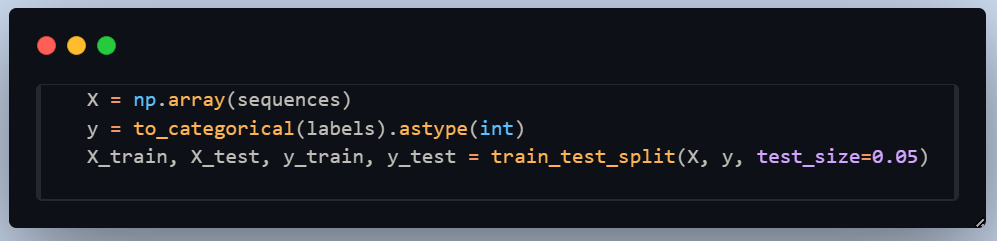 X = np.array(sequences)
y = to_categorical(labels).astype(int)
X_train, X_test, y_train, y_test = train_test_split(X, y, test_size=0.05)